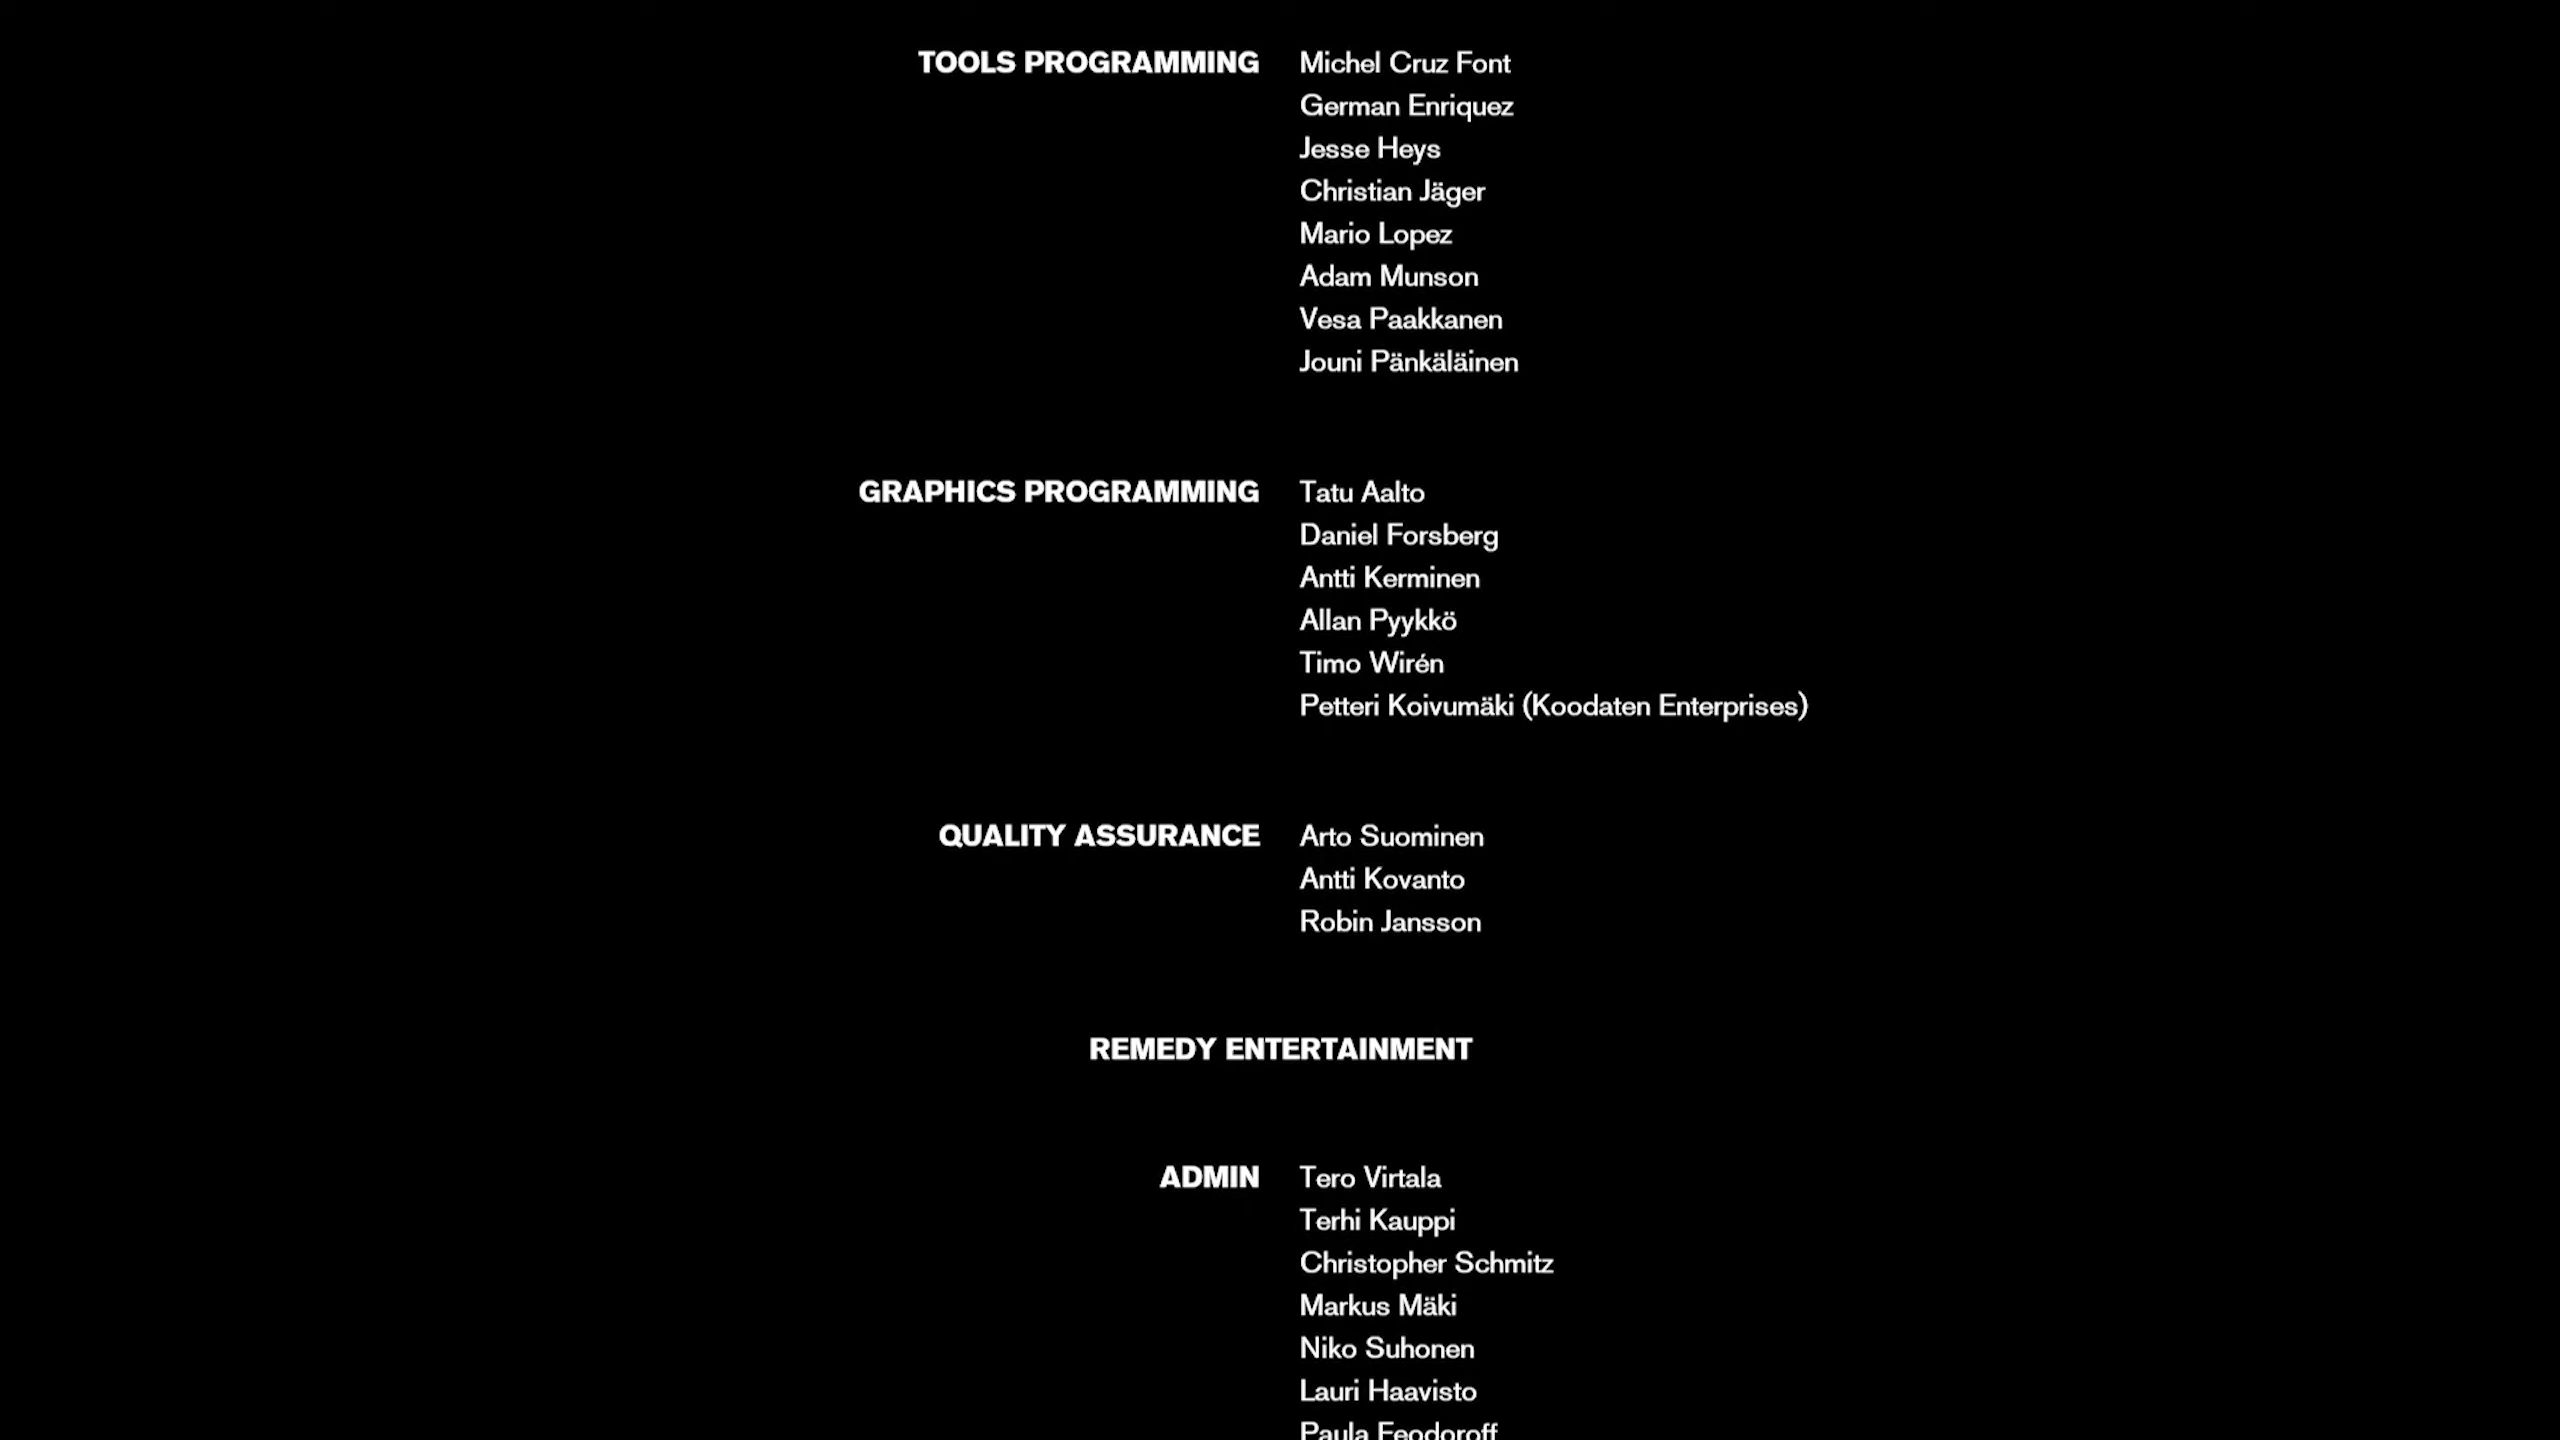 TOOLS PROGRAMMING Michel Cruz Font
German Enriquez
Jesse Heys
Christian Jäger
Mario Lopez
Adam Munson
Vesa Paakkanen
Jouni Pänkäläinen
GRAPHICS PROGRAMMING Tatu Aalto
Daniel Forsberg
Antti Kerminen
Allan Pyykkö
Timo Wirén
Petteri Koivumäki (Koodaten Enterprises)
QUALITY ASSURANCE Arto Suominen
Antti Kovanto
Robin Jansson
REMEDY ENTERTAINMENT
ADMIN Tero Virtala
Terhi Kauppi
Christopher Schmitz
Markus Mäki
Niko Suhonen
Lauri Haavisto
Paula Feodoroff